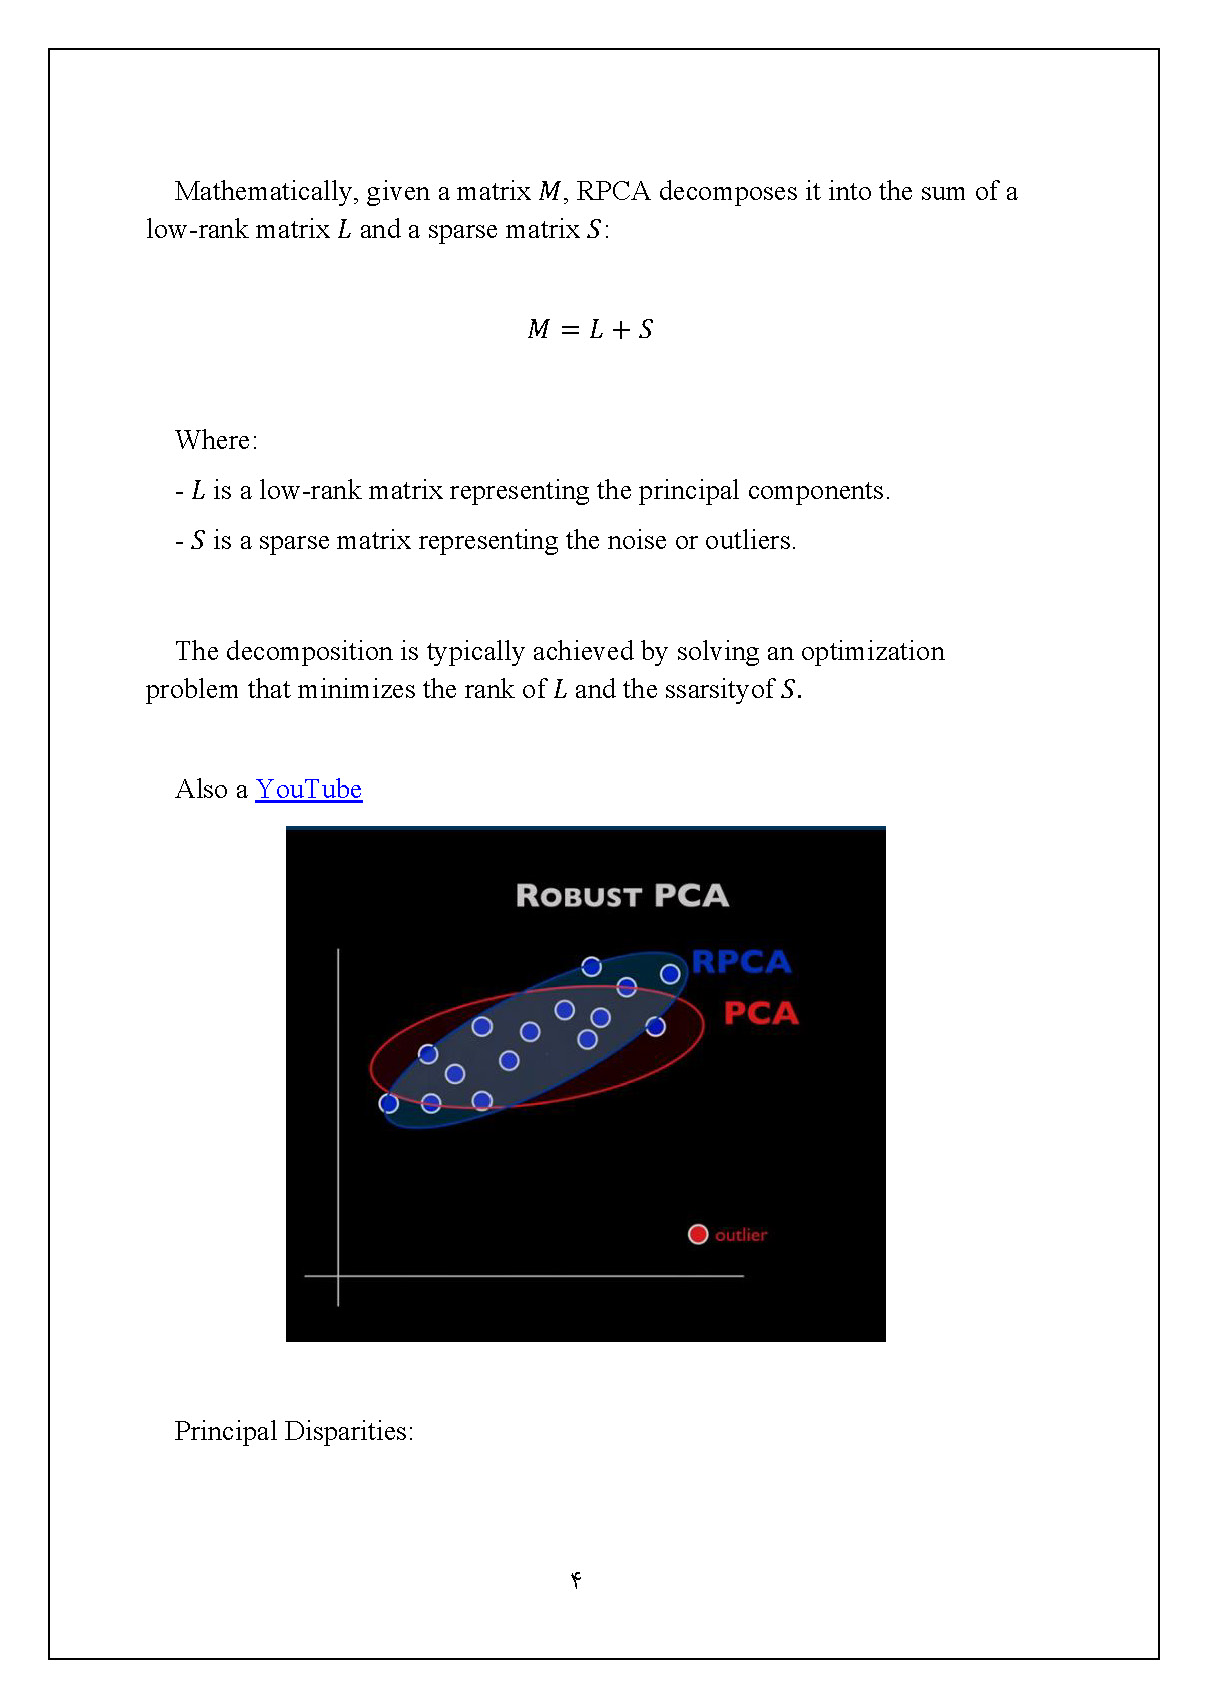 Mathematically, given a matrix M, RPCA decomposes it into the sum of a
low-rank matrix L and a sparse matrix S:
M = L + S
Where:
- L is a low-rank matrix representing the principal components.
- S is a sparse matrix representing the noise or outliers.
The decomposition is typically achieved by solving an optimization
problem that minimizes the rank of L and the ssarsityof S.
Also a YouTube
ROBUST PCA
RPCA
PCA
outlier
Principal Disparities:
۴